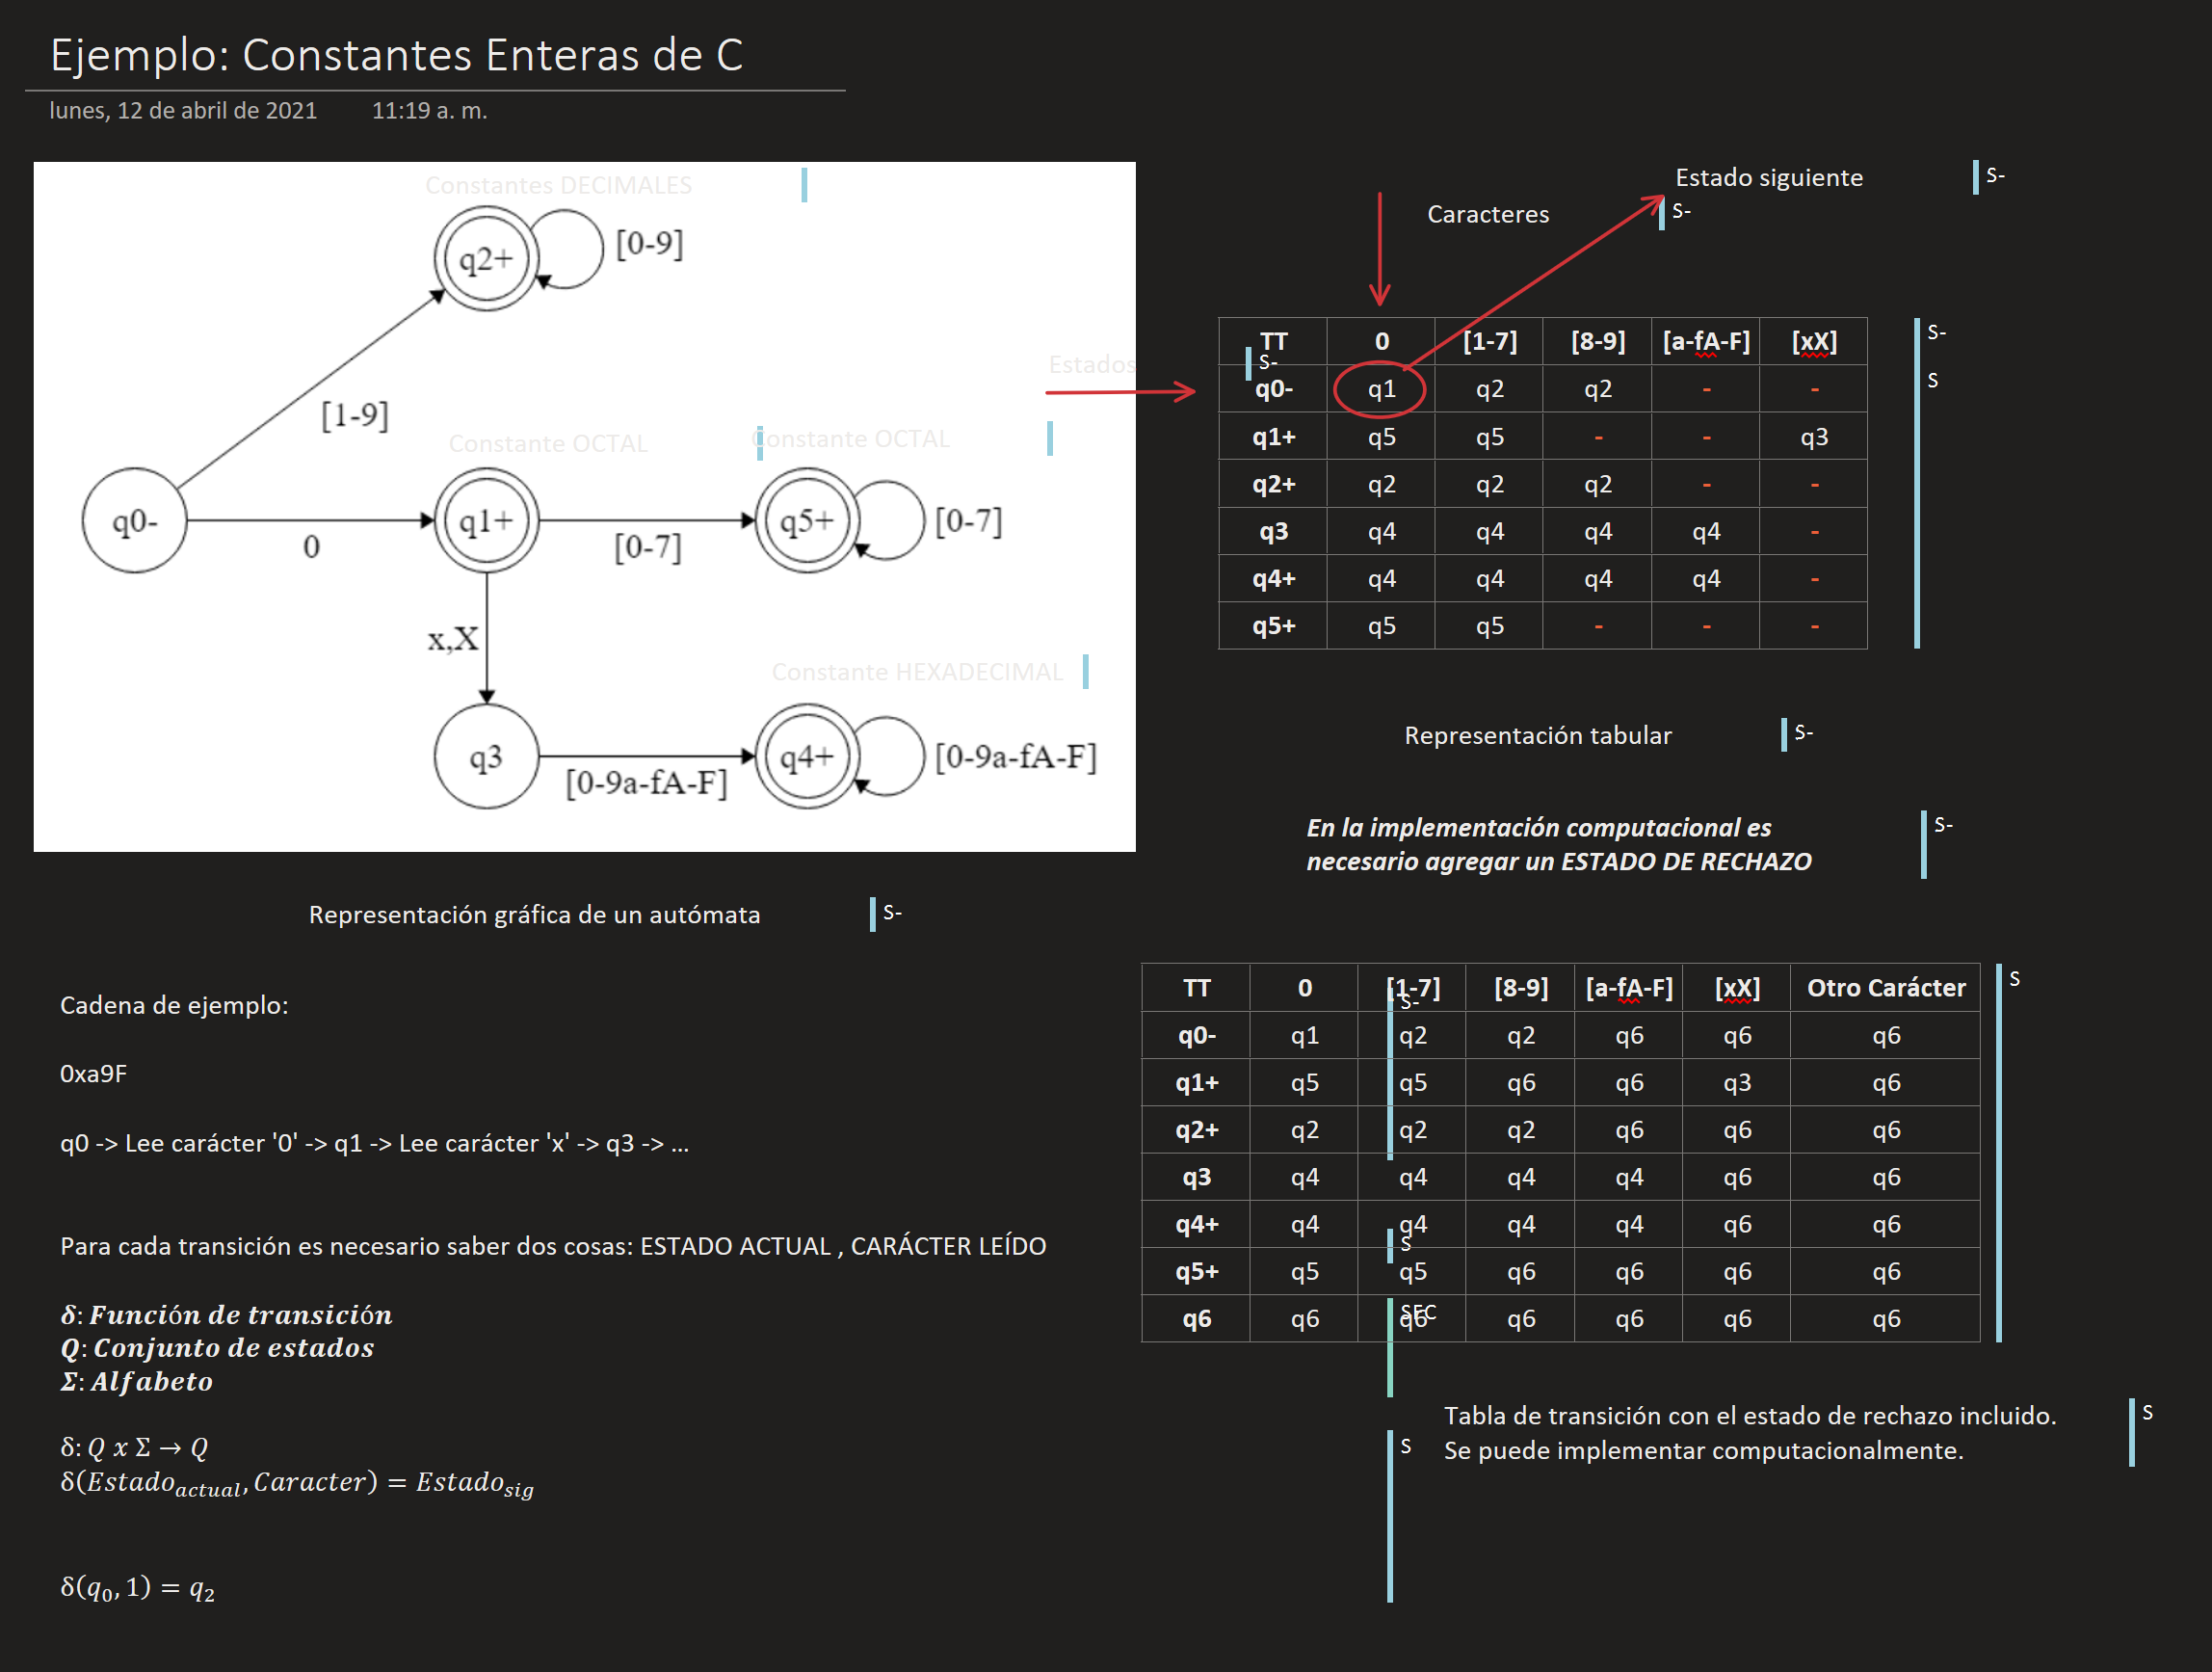 Ejemplo: Constantes Enteras de C
lunes, 12 de abril de 2021 11:19 a. m.
Constantes DECIMALES
q2+
[0-9]
[1-9]
Constante OCTAL
Constante OCTAL
q0-
0
q1+
[0-7]
q5+
[0-7]
x,X
Constante HEXADECIMAL
q3
[0-9a-fA-F]
q4+
[0-9a-fA-F]
Representación gráfica de un autómata
S-
Estado siguiente
S-
Caracteres
S-
Estados
TT 0 [1-7] [8-9] [a-fA-F] [xX]
S-
q0- q1 q2 q2 - -
q1+ q5 q5 - - q3
q2+ q2 q2 q2 - -
q3 q4 q4 q4 q4 -
q4+ q4 q4 q4 q4 -
q5+ q5 q5 - - -
S-
S
Representación tabular
S-
En la implementación computacional es
necesario agregar un ESTADO DE RECHAZO
S-
Cadena de ejemplo:
0xa9F
q0 -> Lee carácter '0' -> q1 -> Lee carácter 'x' -> q3 -> ...
Para cada transición es necesario saber dos cosas: ESTADO ACTUAL , CARÁCTER LEÍDO
δ: Función de transición
Q: Conjunto de estados
Σ: Alfabeto
δ: Q x Σ → Q
δ(Estado_actual, Caracter) = Estado_sig
δ(q₀, 1) = q₂
TT 0 [1-7] [8-9] [a-fA-F] [xX] Otro Carácter
S-
q0- q1 q2 q2 q6 q6 q6
q1+ q5 q5 q6 q6 q3 q6
q2+ q2 q2 q2 q6 q6 q6
q3 q4 q4 q4 q4 q6 q6
q4+ q4 q4 q4 q4 q6 q6
S
q5+ q5 q5 q6 q6 q6 q6
SEC
q6 q6 q6 q6 q6 q6 q6
S
Tabla de transición con el estado de rechazo incluido.
Se puede implementar computacionalmente.
S
S